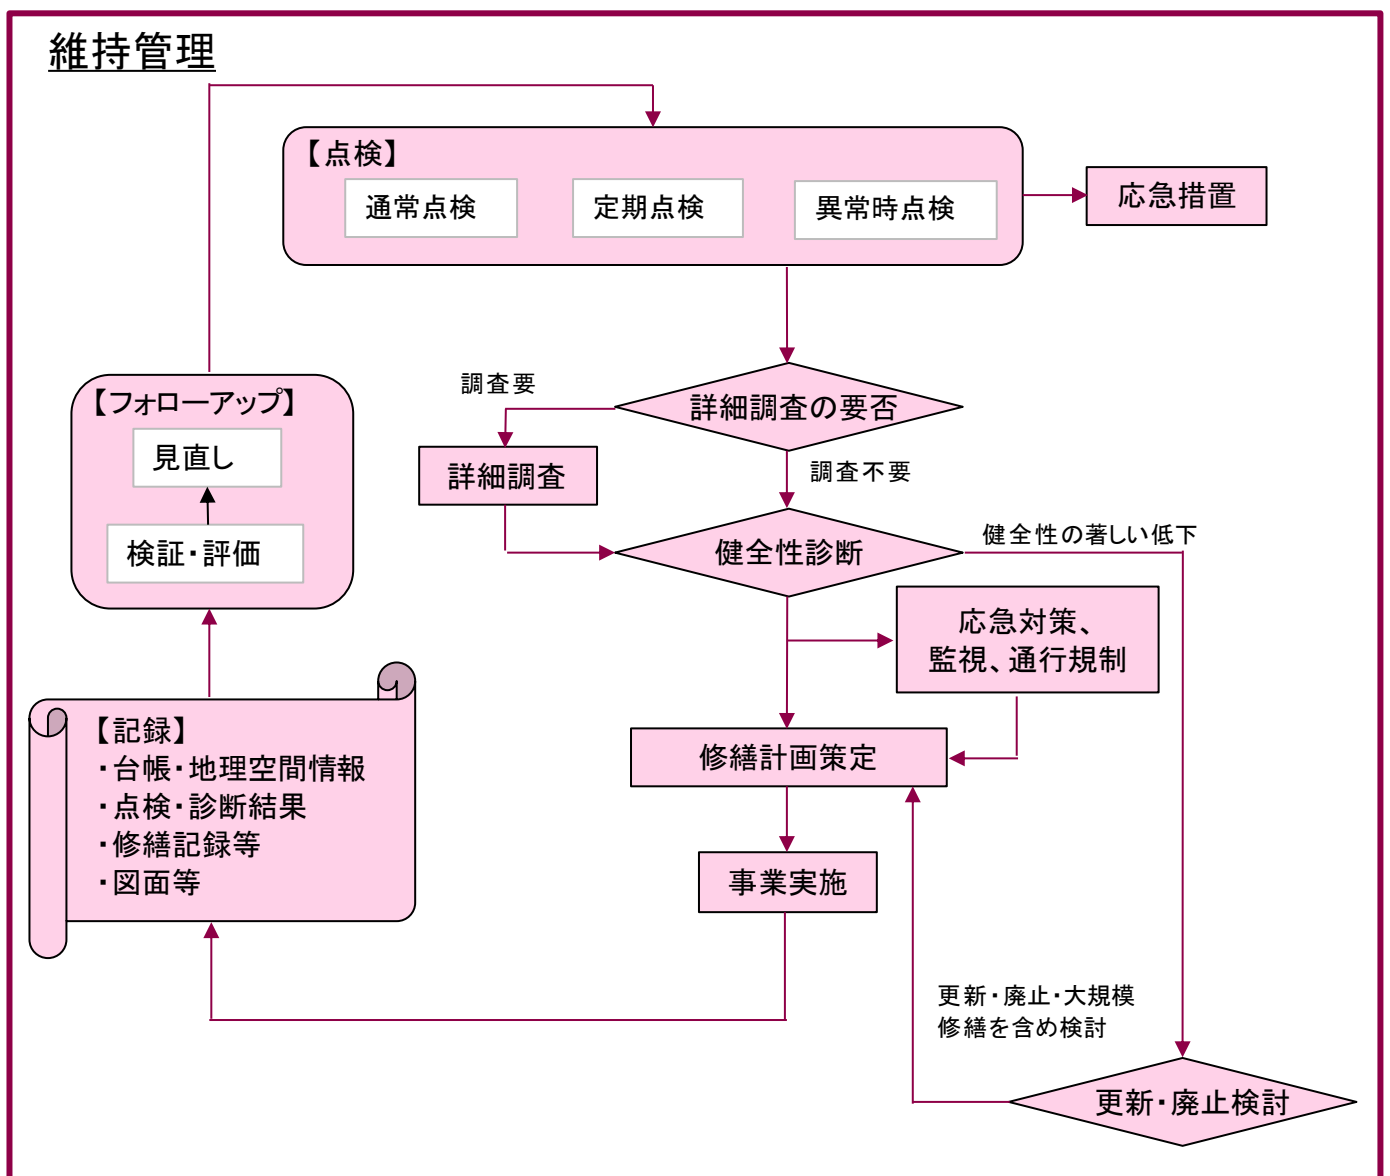 維持管理
【点検】
通常点検
定期点検
異常時点検
応急措置
調査要
詳細調査の要否
【フォローアップ】
見直し
検証・評価
詳細調査
調査不要
健全性診断
健全性の著しい低下
応急対策、
監視、通行規制
修繕計画策定
【記録】
・台帳・地理空間情報
・点検・診断結果
・修繕記録等
・図面等
事業実施
更新・廃止・大規模
修繕を含め検討
更新・廃止検討